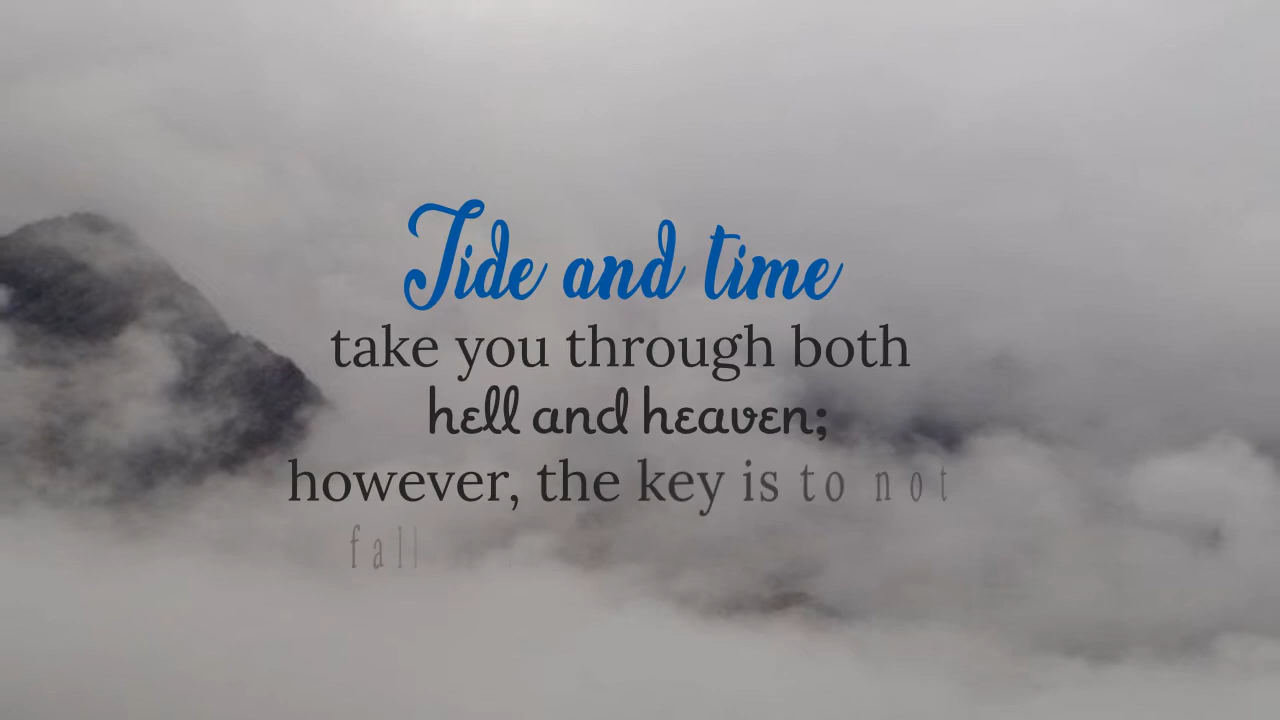 Tide and time
take you through both
hell and heaven;
however, the key is to not
fall